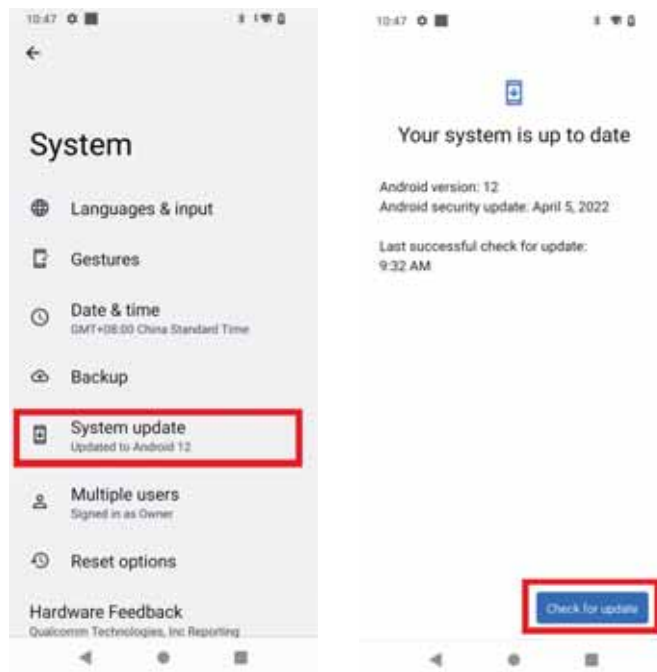 10:47
System
Languages & input
Gestures
Date & time
GMT+08:00 China Standard Time
Backup
System update
Updated to Android 12
Multiple users
Signed in as Owner
Reset options
Hardware Feedback
Qualcomm Technologies, Inc Reporting
10:47
Your system is up to date
Android version: 12
Android security update: April 5, 2022
Last successful check for update:
9:32 AM
Check for update